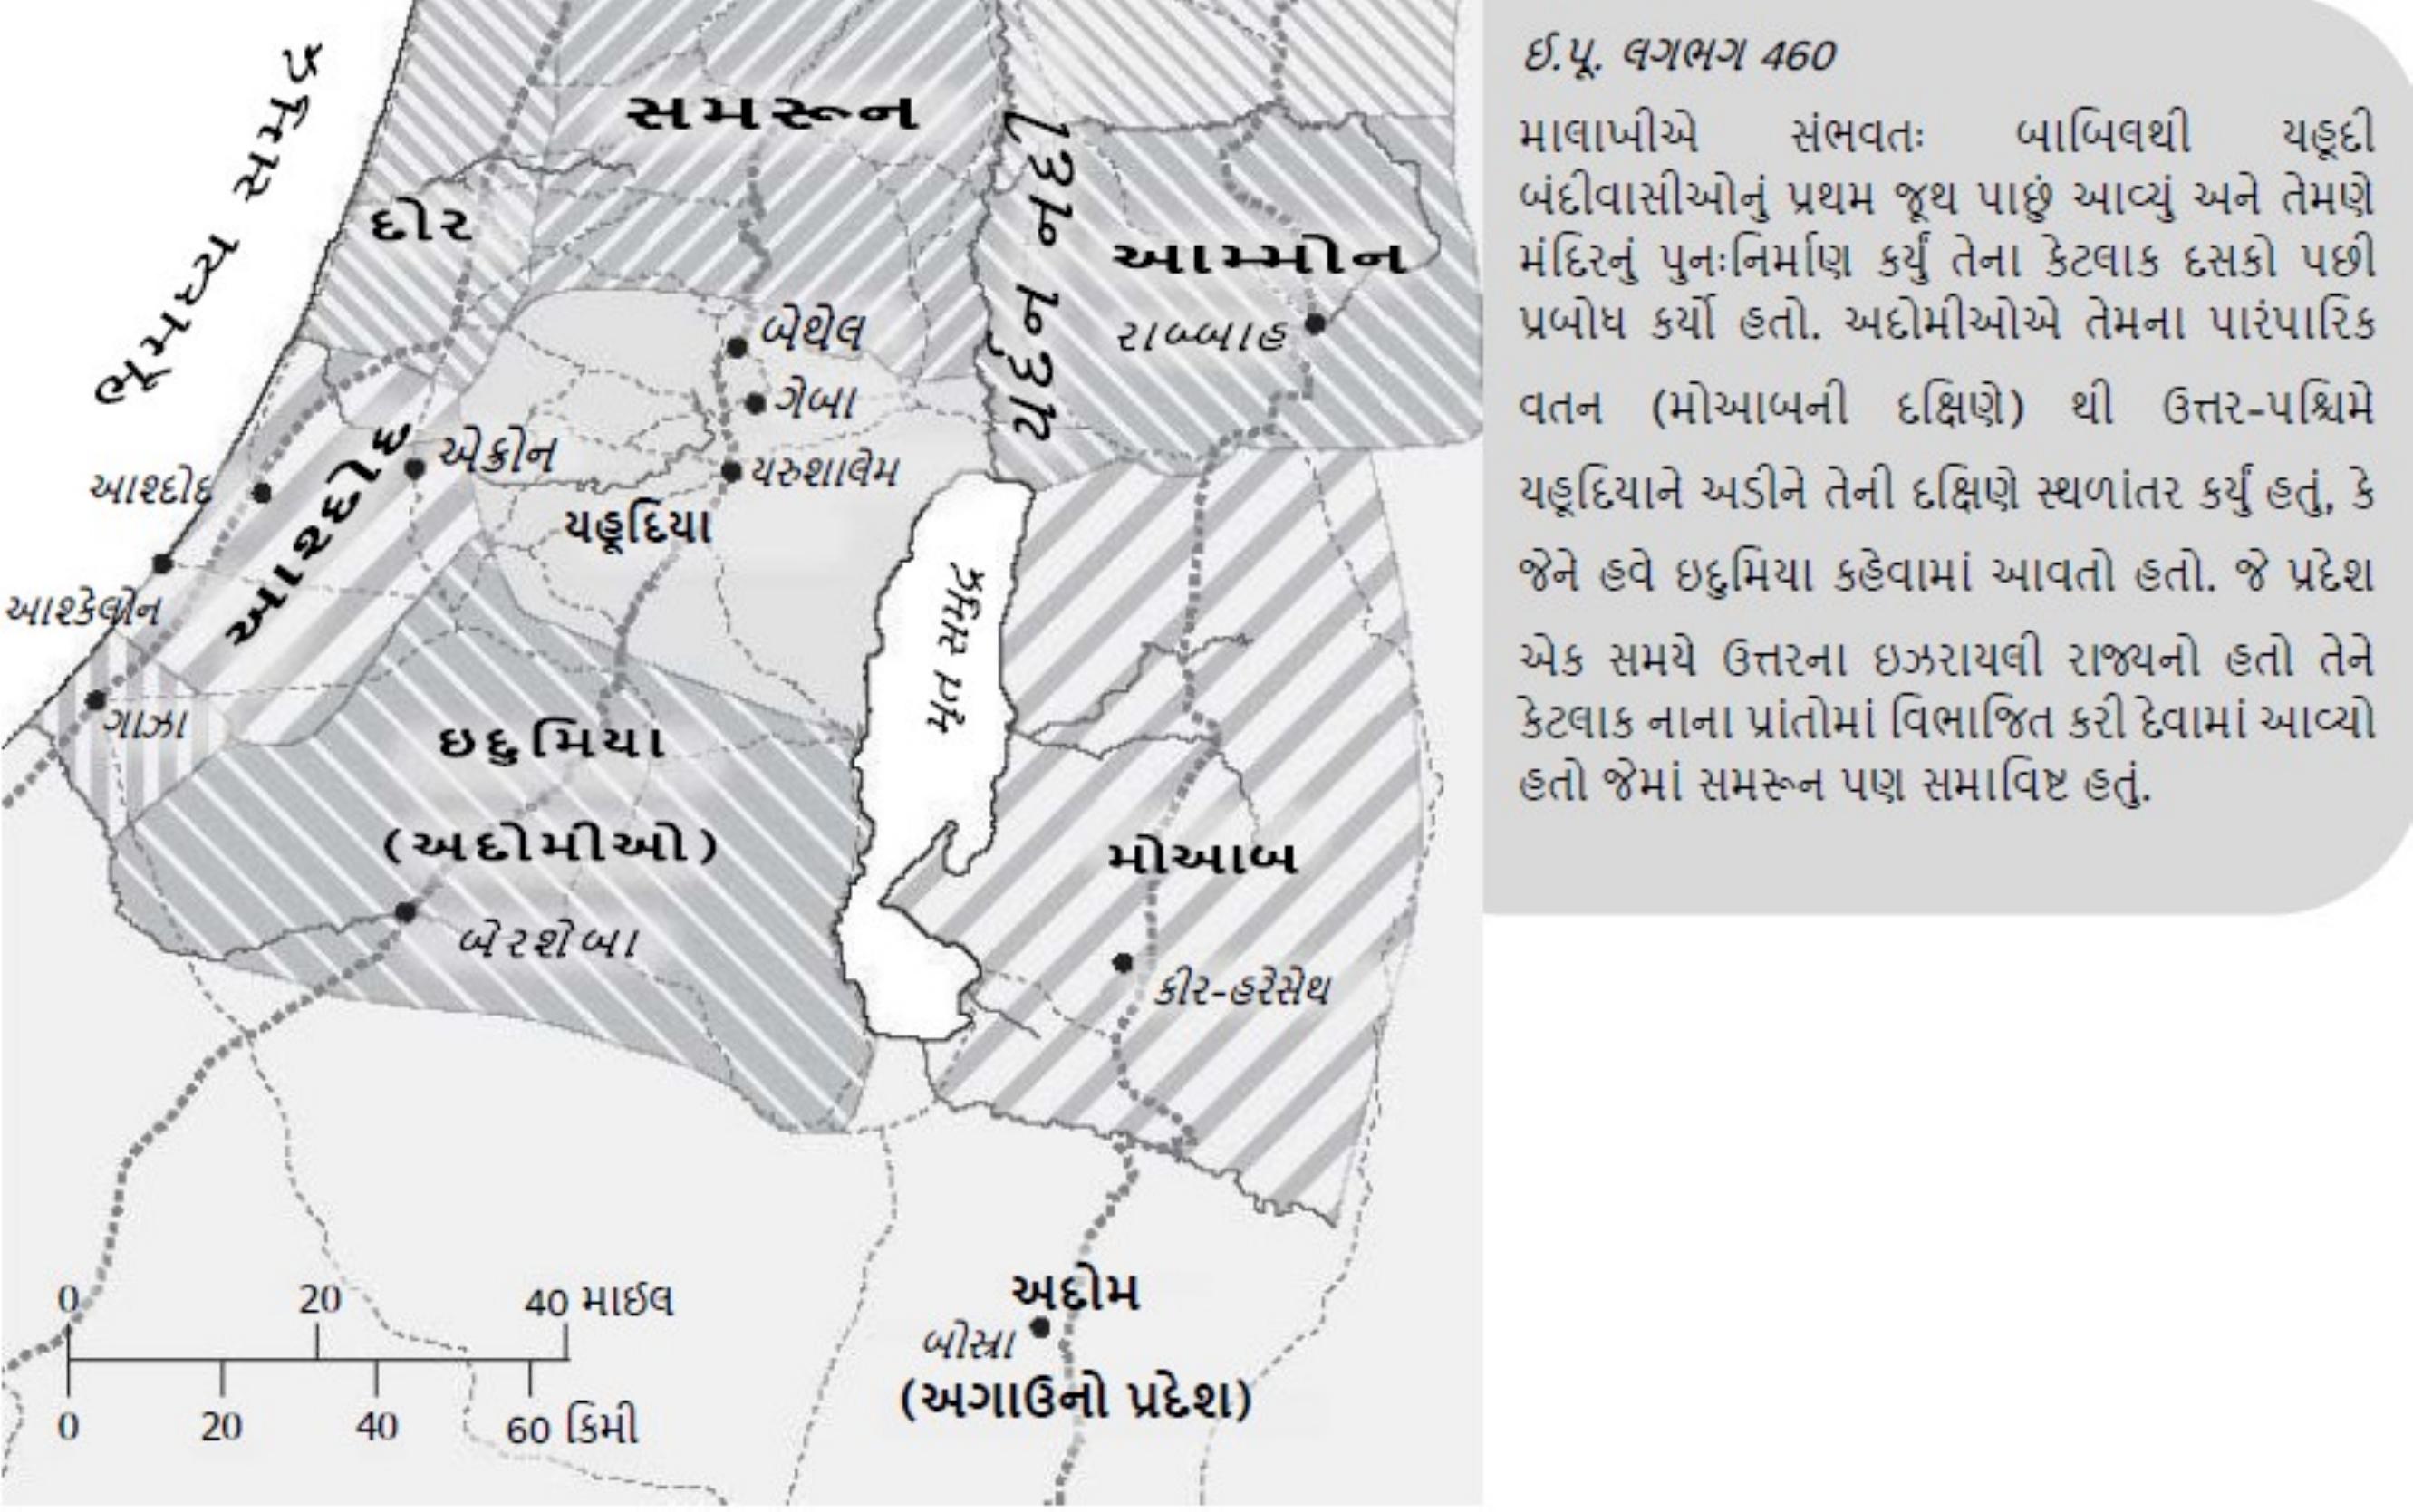 ભૂમધ્ય સમુદ્ર
સમરૂન
દોર
યર્દન નદી
આમ્મોન
રાબ્બાહ
બેથેલ
ગેબા
એક્રોન
યરુશાલેમ
આશ્દોદ
આશ્દોદ
યહૂદિયા
આશ્કેલોન
મૃત સમુદ્ર
ગાઝા
ઇદુમિયા
(અદોમીઓ)
બેરશેબા
મોઆબ
કીર-હરેસેથ
અદોમ
બોસ્રા
(અગાઉનો પ્રદેશ)
0 20 40 માઈલ
0 20 40 60 કિમી
ઈ.પૂ. લગભગ 460
માલાખીએ સંભવતઃ બાબિલથી યહૂદી
બંદીવાસીઓનું પ્રથમ જૂથ પાછું આવ્યું અને તેમણે
મંદિરનું પુનઃનિર્માણ કર્યું તેના કેટલાક દસકો પછી
પ્રબોધ કર્યો હતો. અદોમીઓએ તેમના પારંપારિક
વતન (મોઆબની દક્ષિણે) થી ઉત્તર-પશ્ચિમે
યહૂદિયાને અડીને તેની દક્ષિણે સ્થળાંતર કર્યું હતું, કે
જેને હવે ઇદુમિયા કહેવામાં આવતો હતો. જે પ્રદેશ
એક સમયે ઉત્તરના ઇઝરાયલી રાજ્યનો હતો તેને
કેટલાક નાના પ્રાંતોમાં વિભાજિત કરી દેવામાં આવ્યો
હતો જેમાં સમરૂન પણ સમાવિષ્ટ હતું.